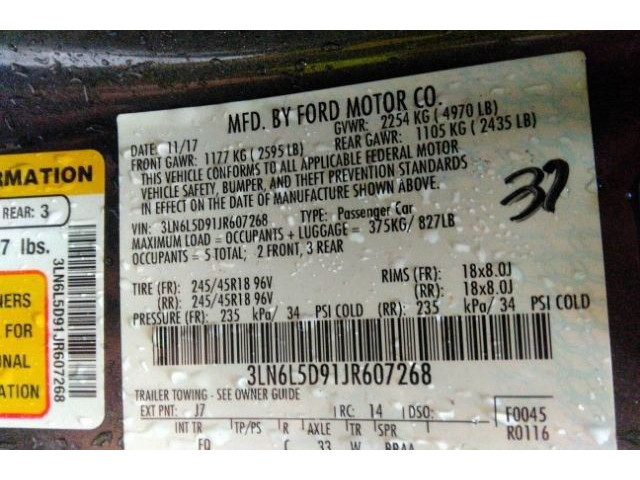 MFD. BY FORD MOTOR CO.
DATE: 11/17 GVWR: 2254 KG ( 4970 LB)
FRONT GAWR: 1177 KG ( 2595 LB) REAR GAWR: 1105 KG ( 2435 LB)
THIS VEHICLE CONFORMS TO ALL APPLICABLE FEDERAL MOTOR
VEHICLE SAFETY, BUMPER, AND THEFT PREVENTION STANDARDS
IN EFFECT ON THE DATE OF MANUFACTURE SHOWN ABOVE.
37
VIN: 3LN6L5D91JR607268 TYPE: Passenger Car
MAXIMUM LOAD = OCCUPANTS + LUGGAGE = 375KG/ 827LB
OCCUPANTS = 5 TOTAL; 2 FRONT, 3 REAR
TIRE (FR): 245/45R18 96V RIMS (FR): 18x8.0J
(RR): 245/45R18 96V (RR): 18x8.0J
PRESSURE (FR): 235 kPa/ 34 PSI COLD (RR): 235 kPa/ 34 PSI COLD
3LN6L5D91JR607268
TRAILER TOWING - SEE OWNER GUIDE
EXT PNT: J7 RC: 14 DSO: F0045
R0116
INT TR TP/PS R AXLE TR SPR
33
RMATION
REAR: 3
7 lbs.
NERS
FOR
ONAL
ATION
3LN6L5D91JR607268